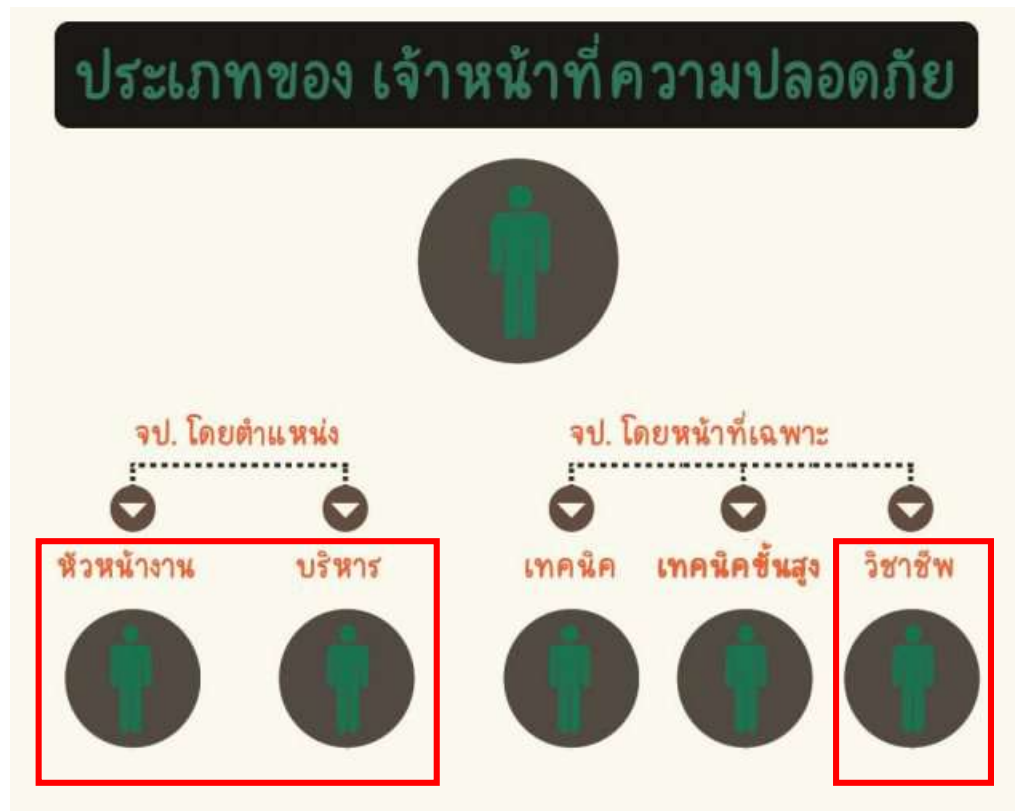 ประเภทของ เจ้าหน้าที่ความปลอดภัย
จป. โดยตำแหน่ง
จป. โดยหน้าที่เฉพาะ
หัวหน้างาน
บริหาร
เทคนิค
เทคนิคขั้นสูง
วิชาชีพ